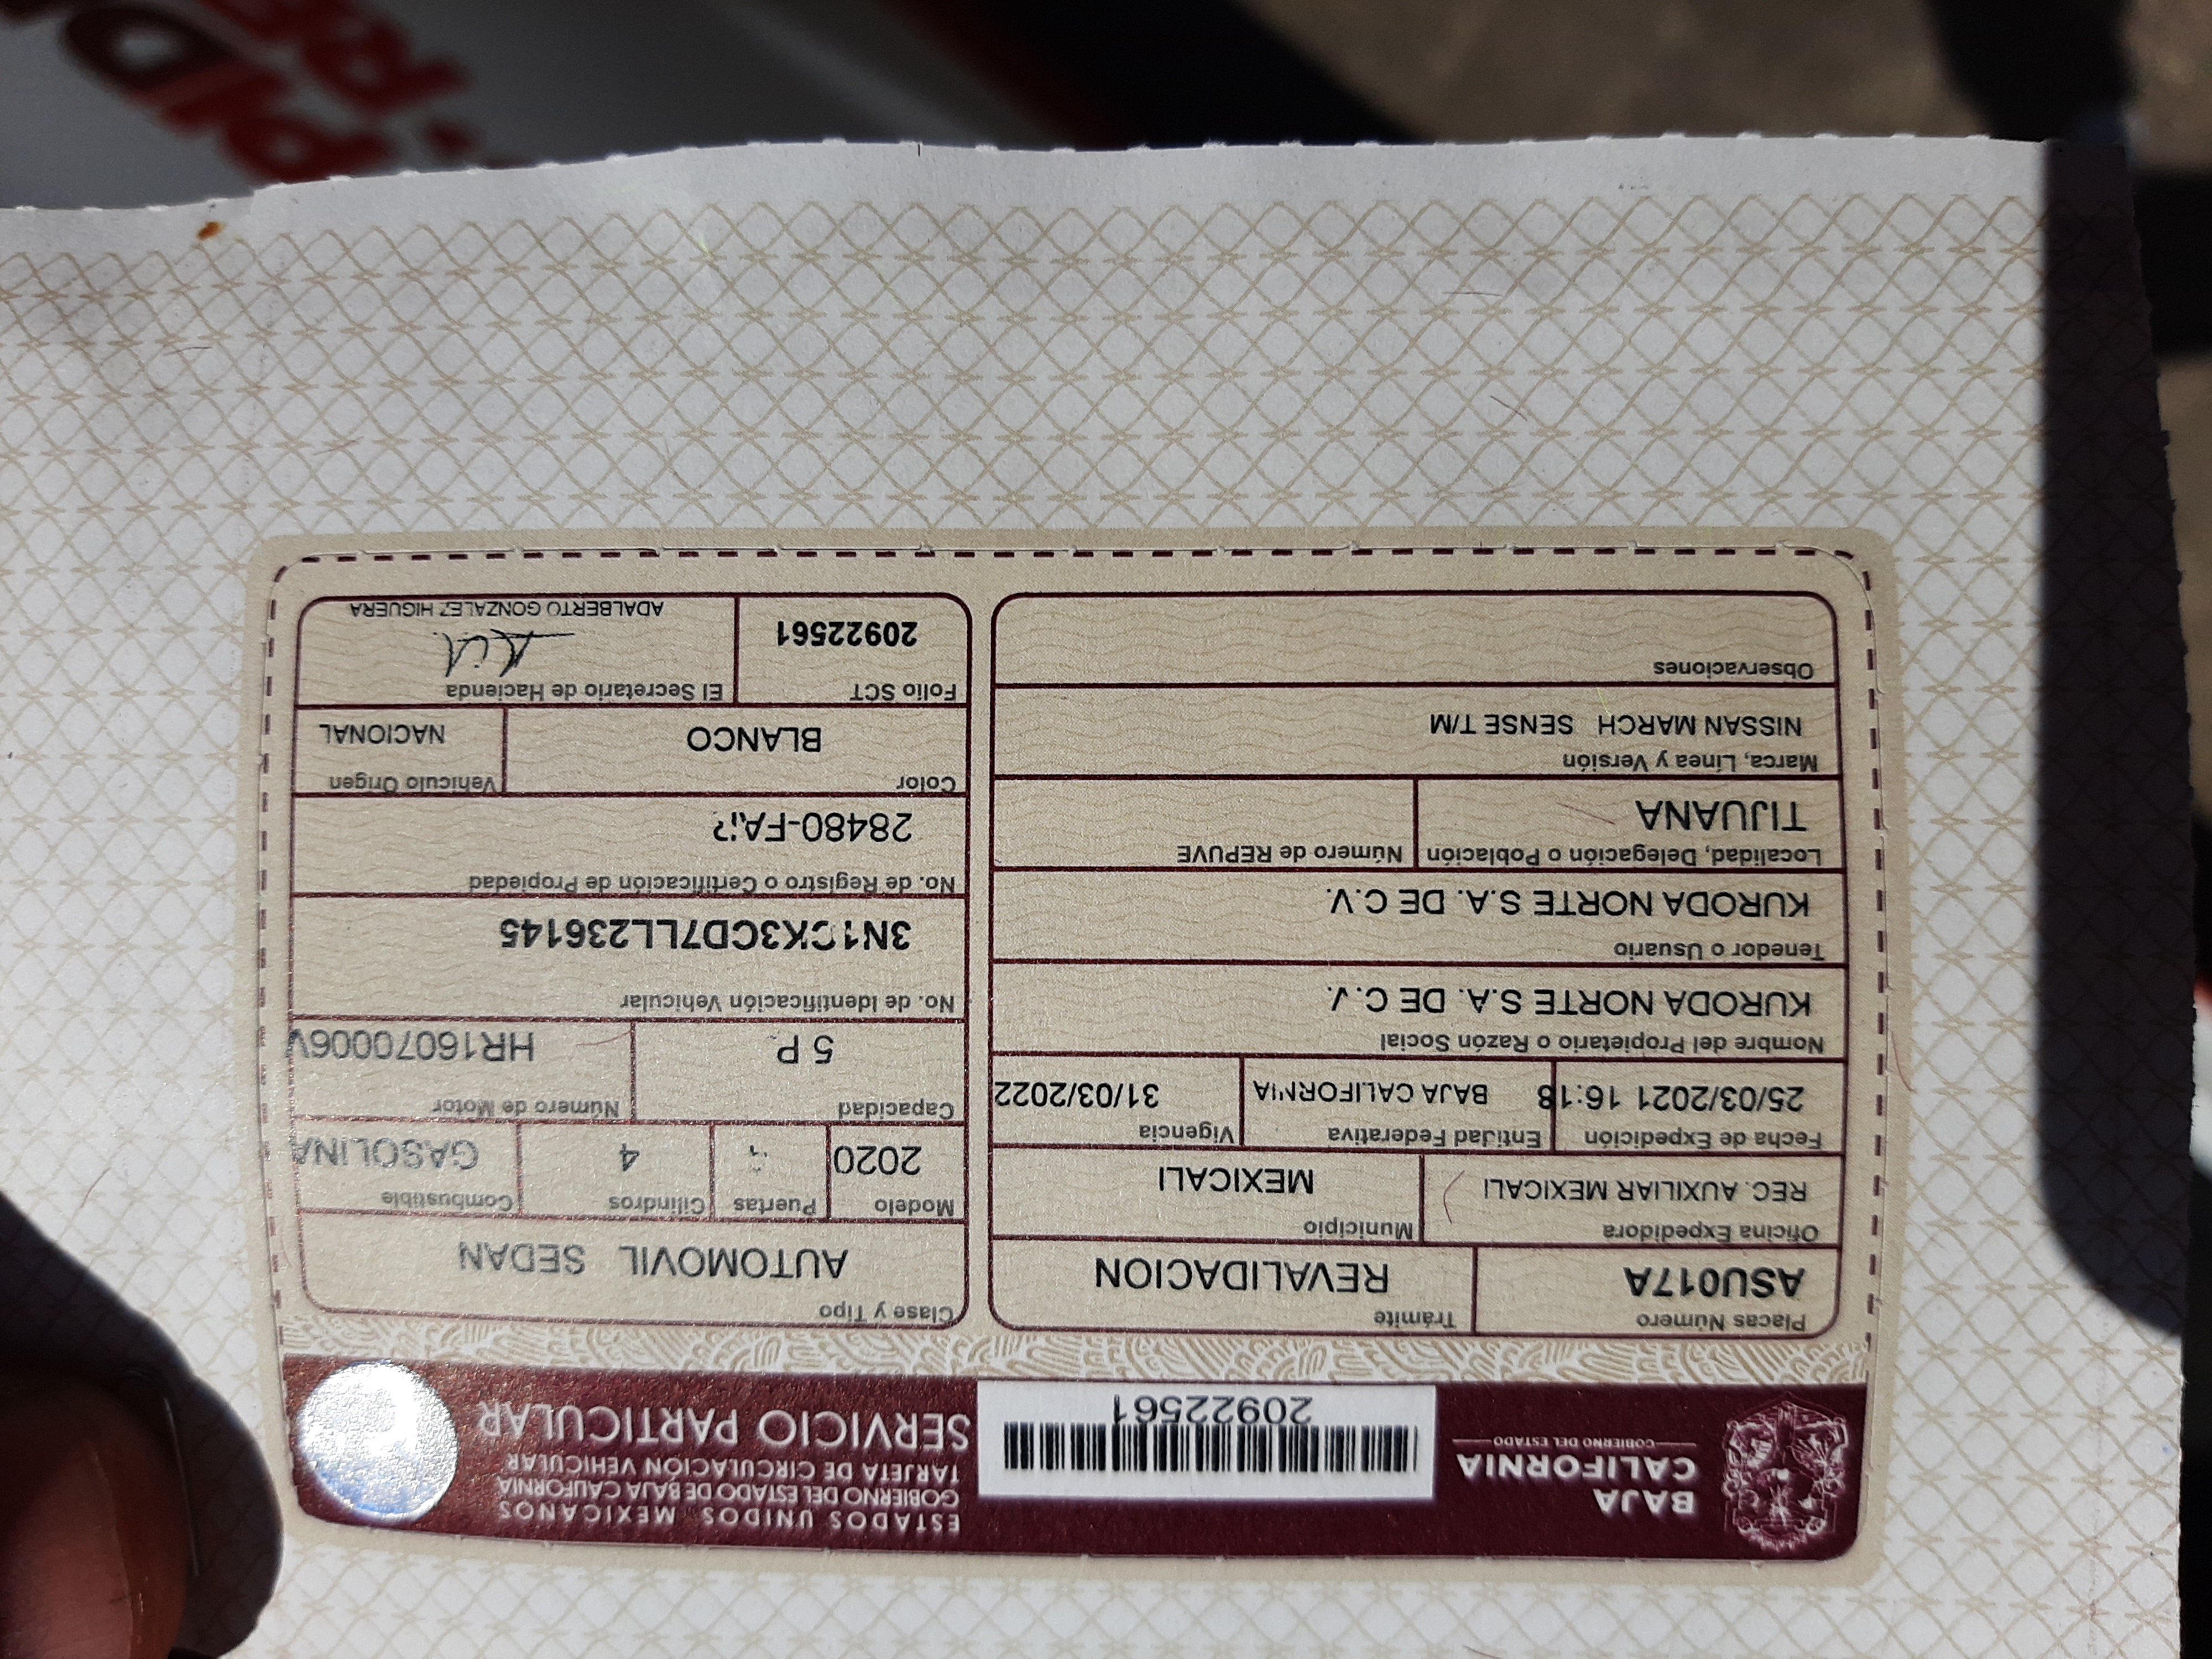 BAJA
CALIFORNIA
GOBIERNO DEL ESTADO
20922561
ESTADOS UNIDOS MEXICANOS
GOBIERNO DEL ESTADO DE BAJA CALIFORNIA
TARJETA DE CIRCULACIÓN VEHICULAR
SERVICIO PARTICULAR
Placas Número
ASU017A
Trámite
REVALIDACION
Oficina Expedidora
REC. AUXILIAR MEXICALI
Municipio
MEXICALI
Fecha de Expedición
25/03/2021 16:18
Entidad Federativa
BAJA CALIFORNIA
Vigencia
31/03/2022
Nombre del Propietario o Razón Social
KURODA NORTE S.A. DE C.V.
Tenedor o Usuario
KURODA NORTE S.A. DE C.V.
Localidad, Delegación o Población
TIJUANA
Número de REPUVE
Marca, Línea y Versión
NISSAN MARCH SENSE T/M
Observaciones
Clase y Tipo
AUTOMOVIL SEDAN
Modelo
2020
Puertas
Cilindros
4
Combustible
GASOLINA
Capacidad
5 P
Número de Motor
HR16070006V
No. de Identificación Vehicular
3N1CK3CD7LL236145
No. de Registro o Certificación de Propiedad
Color
BLANCO
Vehículo Origen
NACIONAL
Folio SCT
20922561
El Secretario de Hacienda
ADALBERTO GONZALEZ HIGUERA